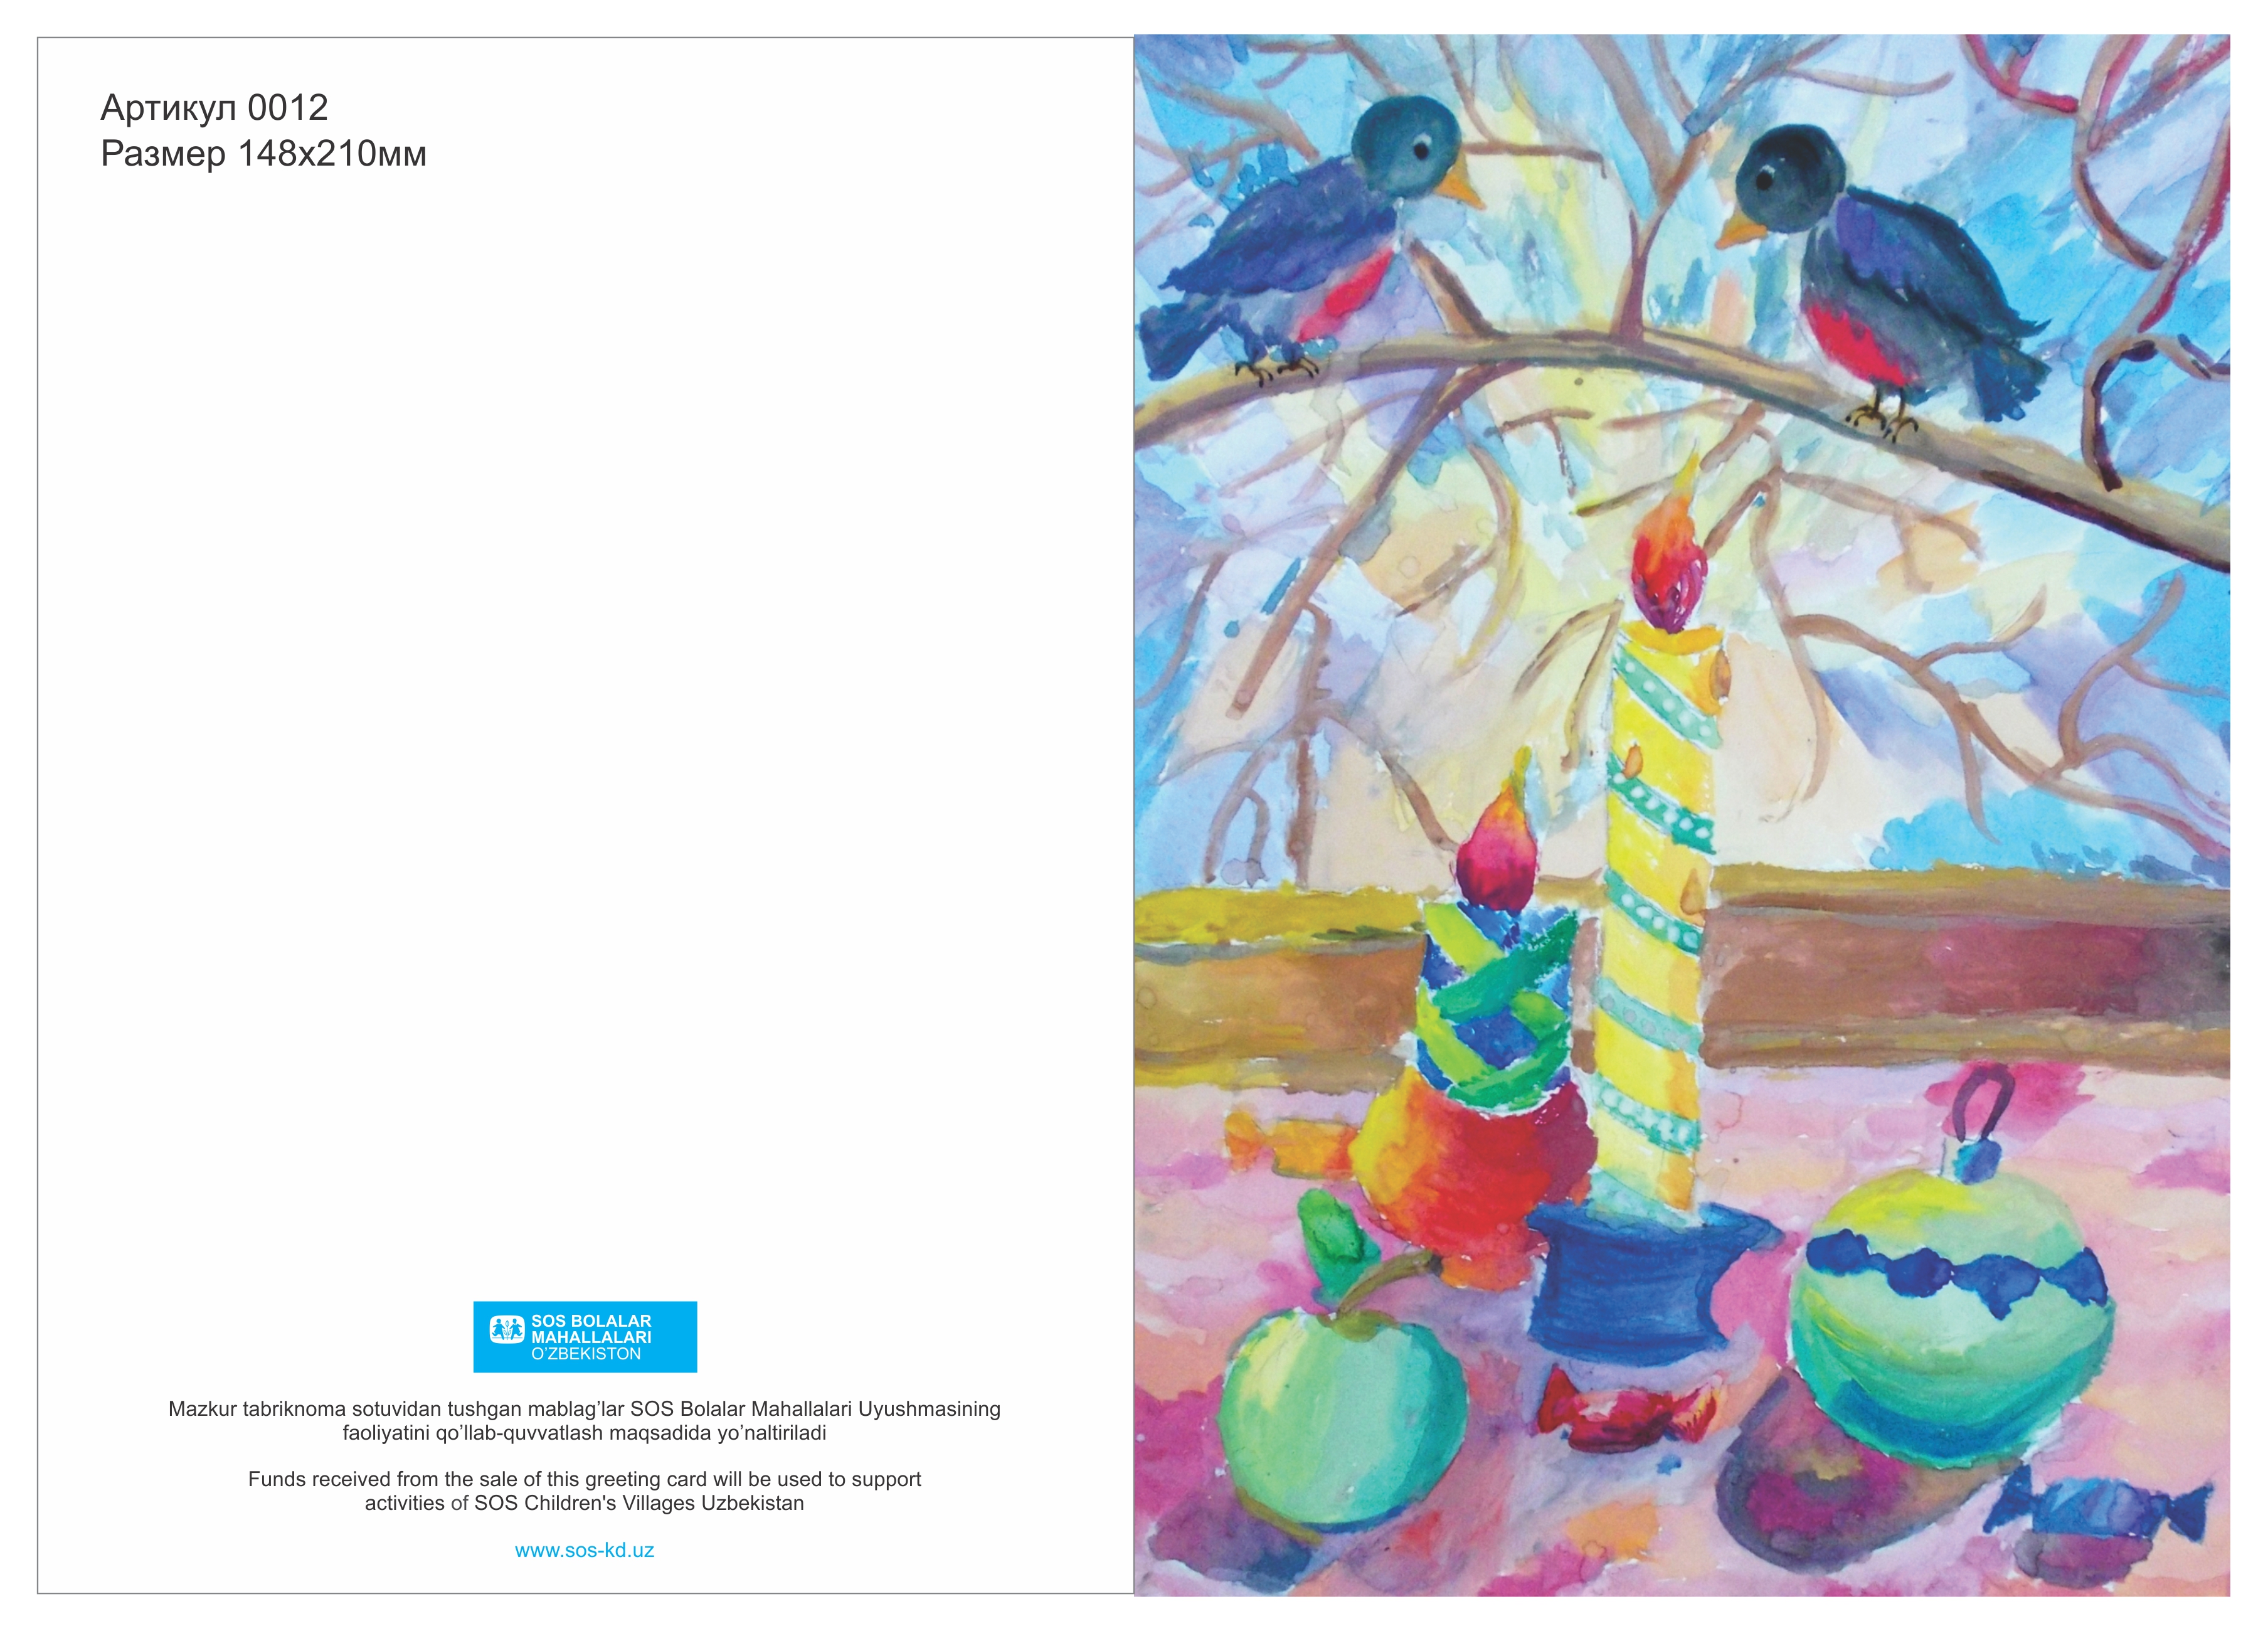 Артикул 0012
Размер 148х210мм
SOS BOLALAR
MAHALLALARI
O'ZBEKISTON
Mazkur tabriknoma sotuvidan tushgan mablag’lar SOS Bolalar Mahallalari Uyushmasining
faoliyatini qo’llab-quvvatlash maqsadida yo’naltiriladi
Funds received from the sale of this greeting card will be used to support
activities of SOS Children's Villages Uzbekistan
www.sos-kd.uz